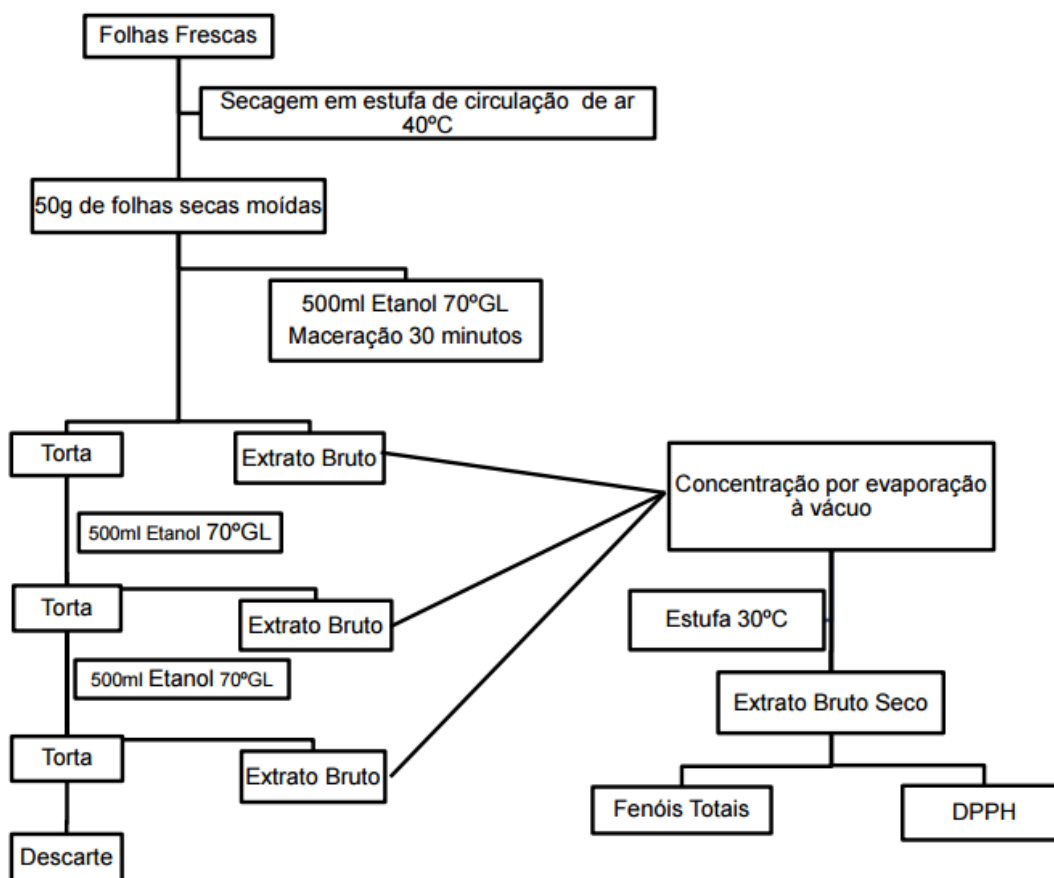 Folhas Frescas
Secagem em estufa de circulação de ar
40ºC
50g de folhas secas moídas
500ml Etanol 70ºGL
Maceração 30 minutos
Torta
Extrato Bruto
Concentração por evaporação
à vácuo
500ml Etanol 70ºGL
Torta
Extrato Bruto
Estufa 30ºC
500ml Etanol 70ºGL
Extrato Bruto Seco
Torta
Extrato Bruto
Fenóis Totais
DPPH
Descarte